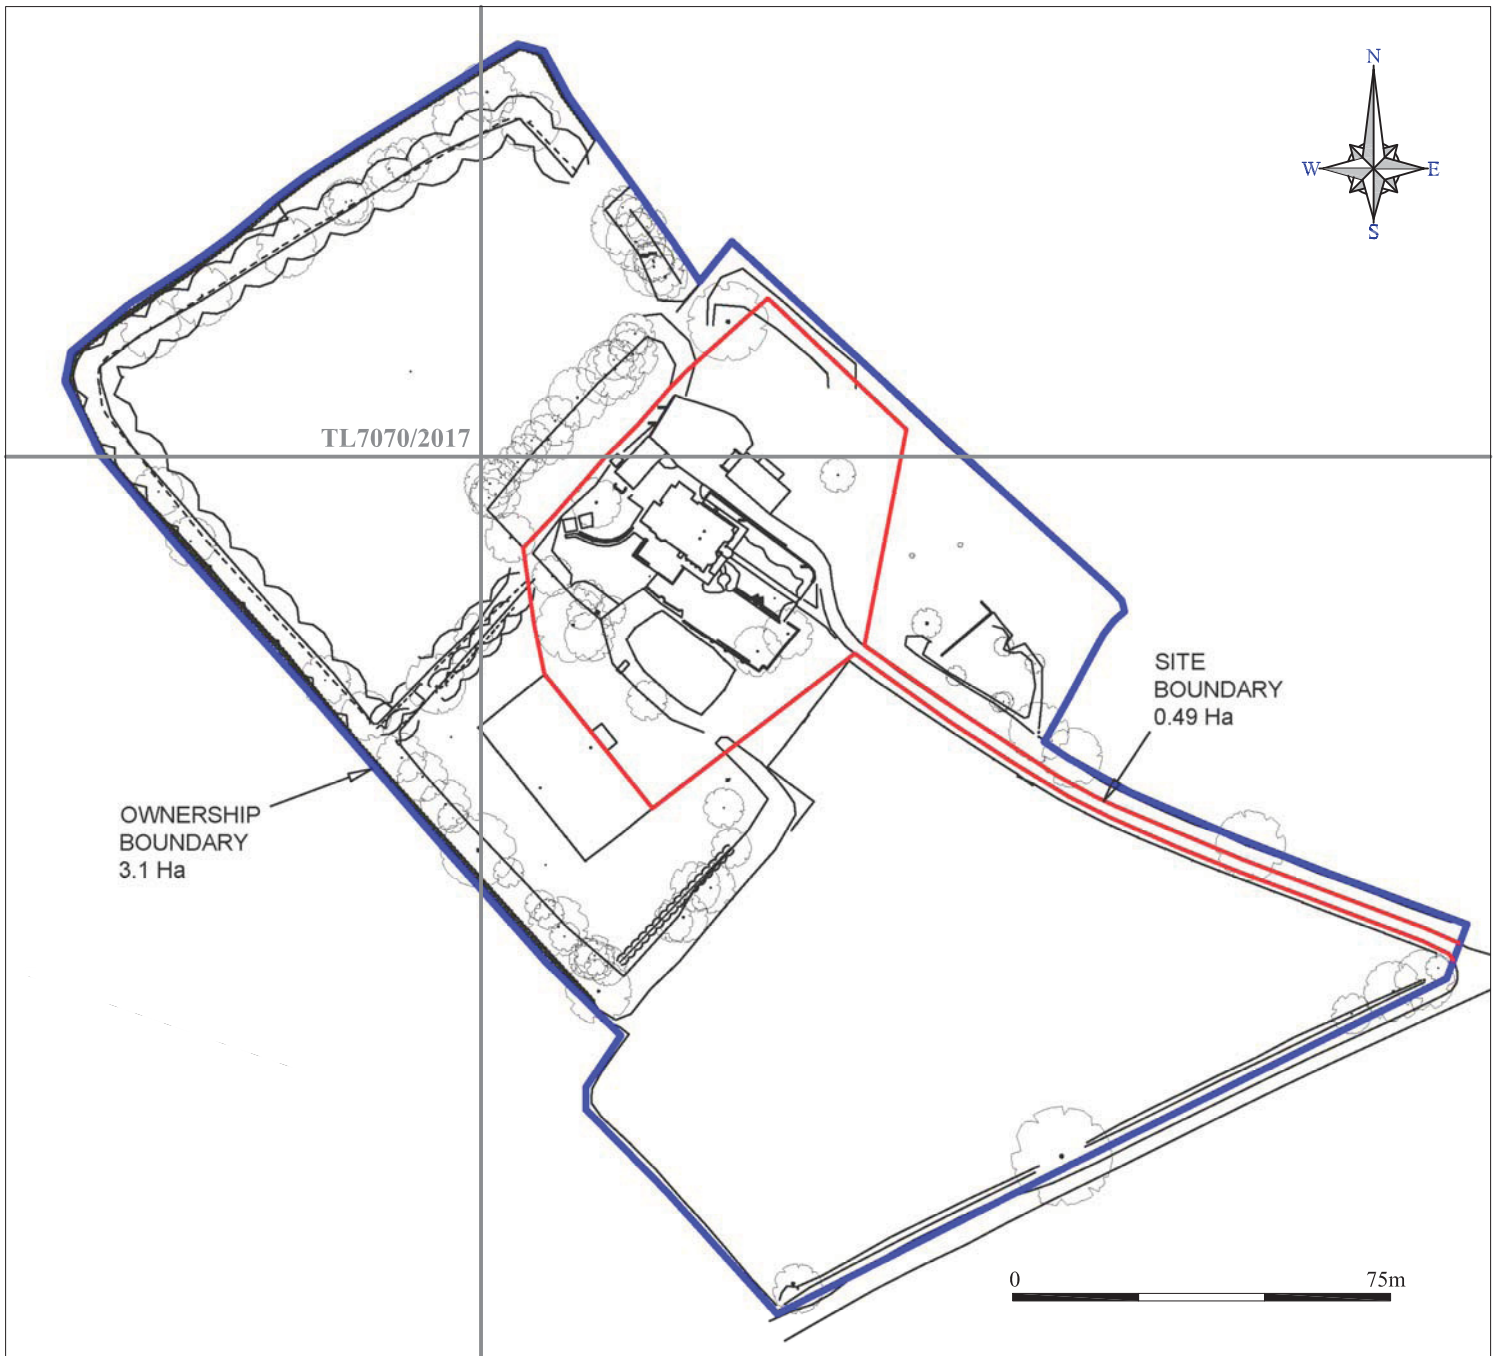 N
W E
S
TL7070/2017
SITE
BOUNDARY
0.49 Ha
OWNERSHIP
BOUNDARY
3.1 Ha
0 75m